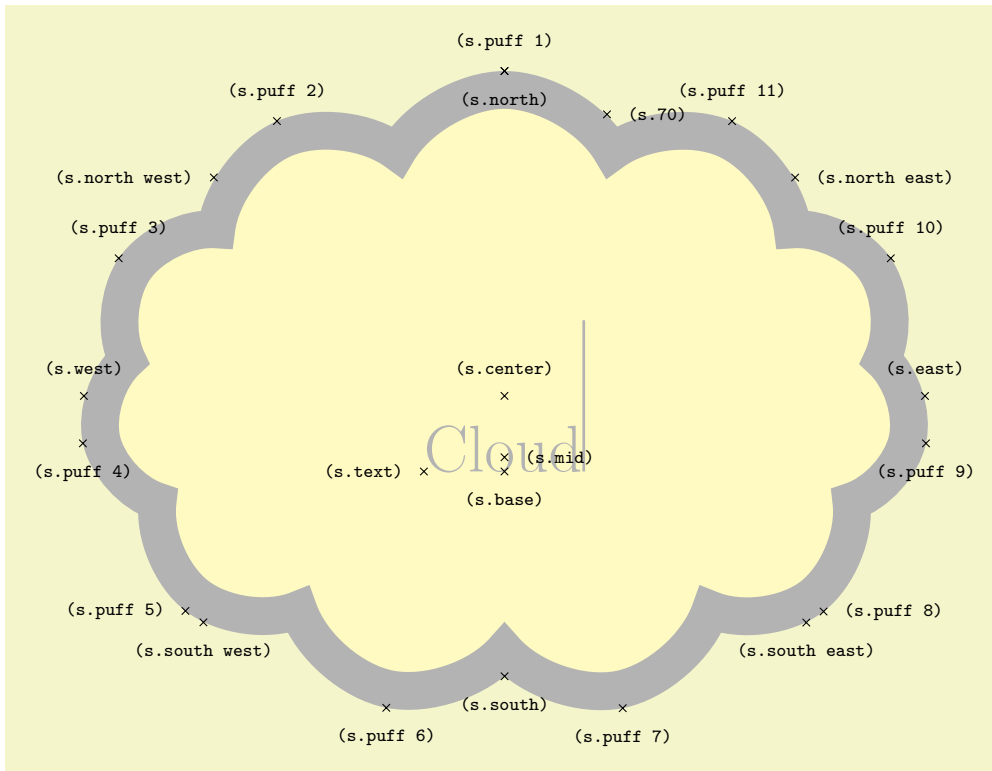 (s.puff 1)
(s.puff 2)
(s.puff 11)
(s.north)
(s.70)
(s.north west)
(s.north east)
(s.puff 3)
(s.puff 10)
(s.west)
(s.center)
(s.east)
Cloud
(s.mid)
(s.puff 4)
(s.text)
(s.puff 9)
(s.base)
(s.puff 5)
(s.puff 8)
(s.south west)
(s.south east)
(s.south)
(s.puff 6)
(s.puff 7)